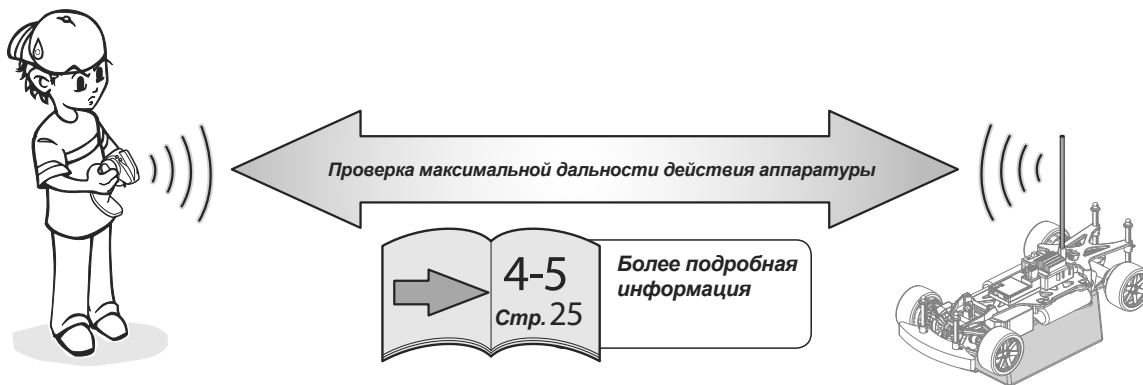 Проверка максимальной дальности действия аппаратуры
4-5
Стр. 25
Более подробная
информация